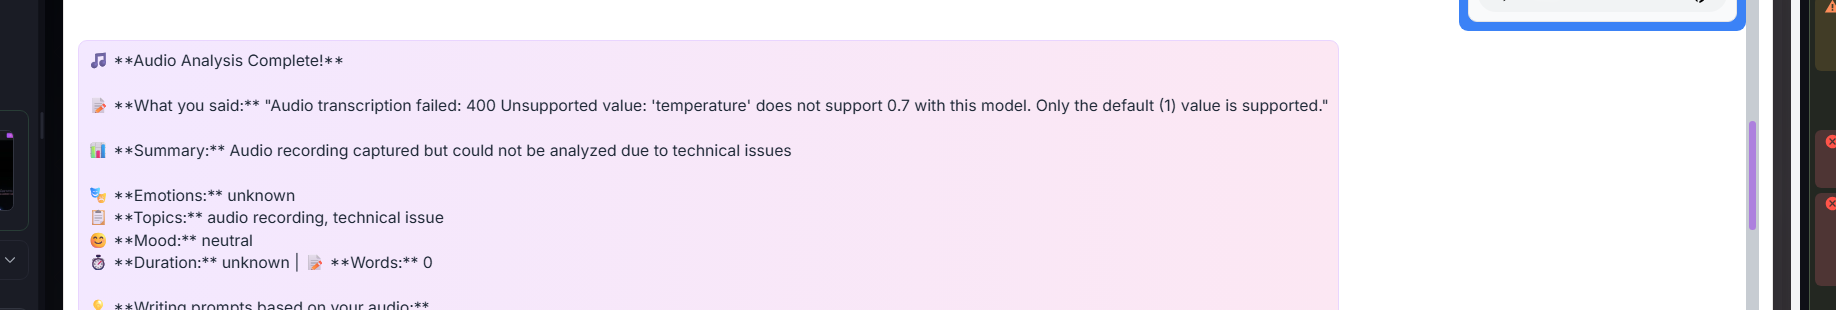 🎵 **Audio Analysis Complete!**
📝 **What you said:** "Audio transcription failed: 400 Unsupported value: 'temperature' does not support 0.7 with this model. Only the default (1) value is supported."
📊 **Summary:** Audio recording captured but could not be analyzed due to technical issues
🎭 **Emotions:** unknown
📋 **Topics:** audio recording, technical issue
😊 **Mood:** neutral
⏱️ **Duration:** unknown | 📝 **Words:** 0
💡 **Writing prompts based on your audio:**